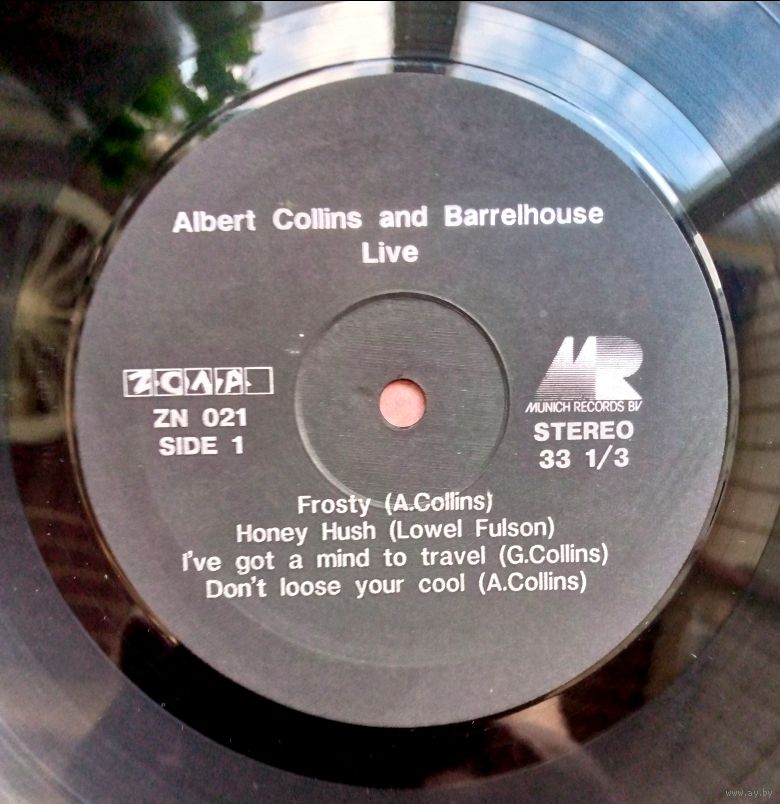 Albert Collins and Barrelhouse
Live
ZN 021
SIDE 1
MUNICH RECORDS BV
STEREO
33 1/3
Frosty (A.Collins)
Honey Hush (Lowel Fulson)
I've got a mind to travel (G.Collins)
Don't loose your cool (A.Collins)
www.ay.by